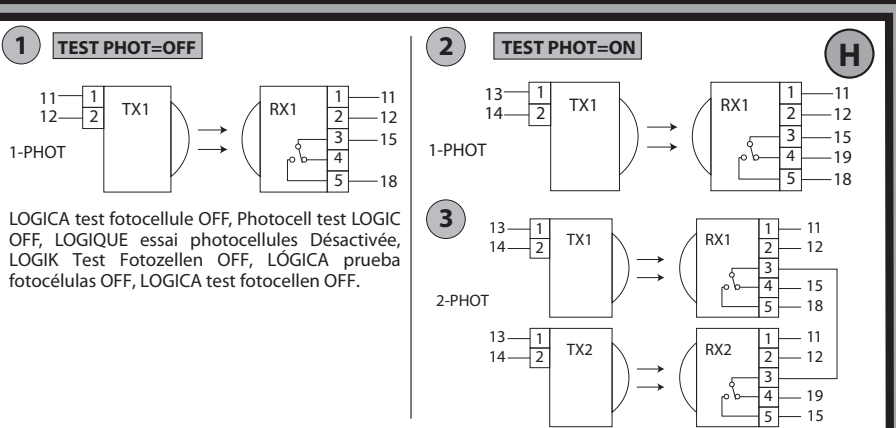 1
TEST PHOT=OFF
11 1 TX1 RX1 1 11
12 2 2 12
3 15
1-PHOT
4
5 18
LOGICA test fotocellule OFF, Photocell test LOGIC
OFF, LOGIQUE essai photocellules Désactivée,
LOGIK Test Fotozellen OFF, LÓGICA prueba
fotocélulas OFF, LOGICA test fotocellen OFF.
2
TEST PHOT=ON
H
13 1 TX1 RX1 1 11
14 2 2 12
3 15
1-PHOT
4 19
5 18
3
13 1 TX1 RX1 1 11
14 2 2 12
3
4 15
2-PHOT
5 18
13 1 TX2 RX2 1 11
14 2 2 12
3
4 19
5 15